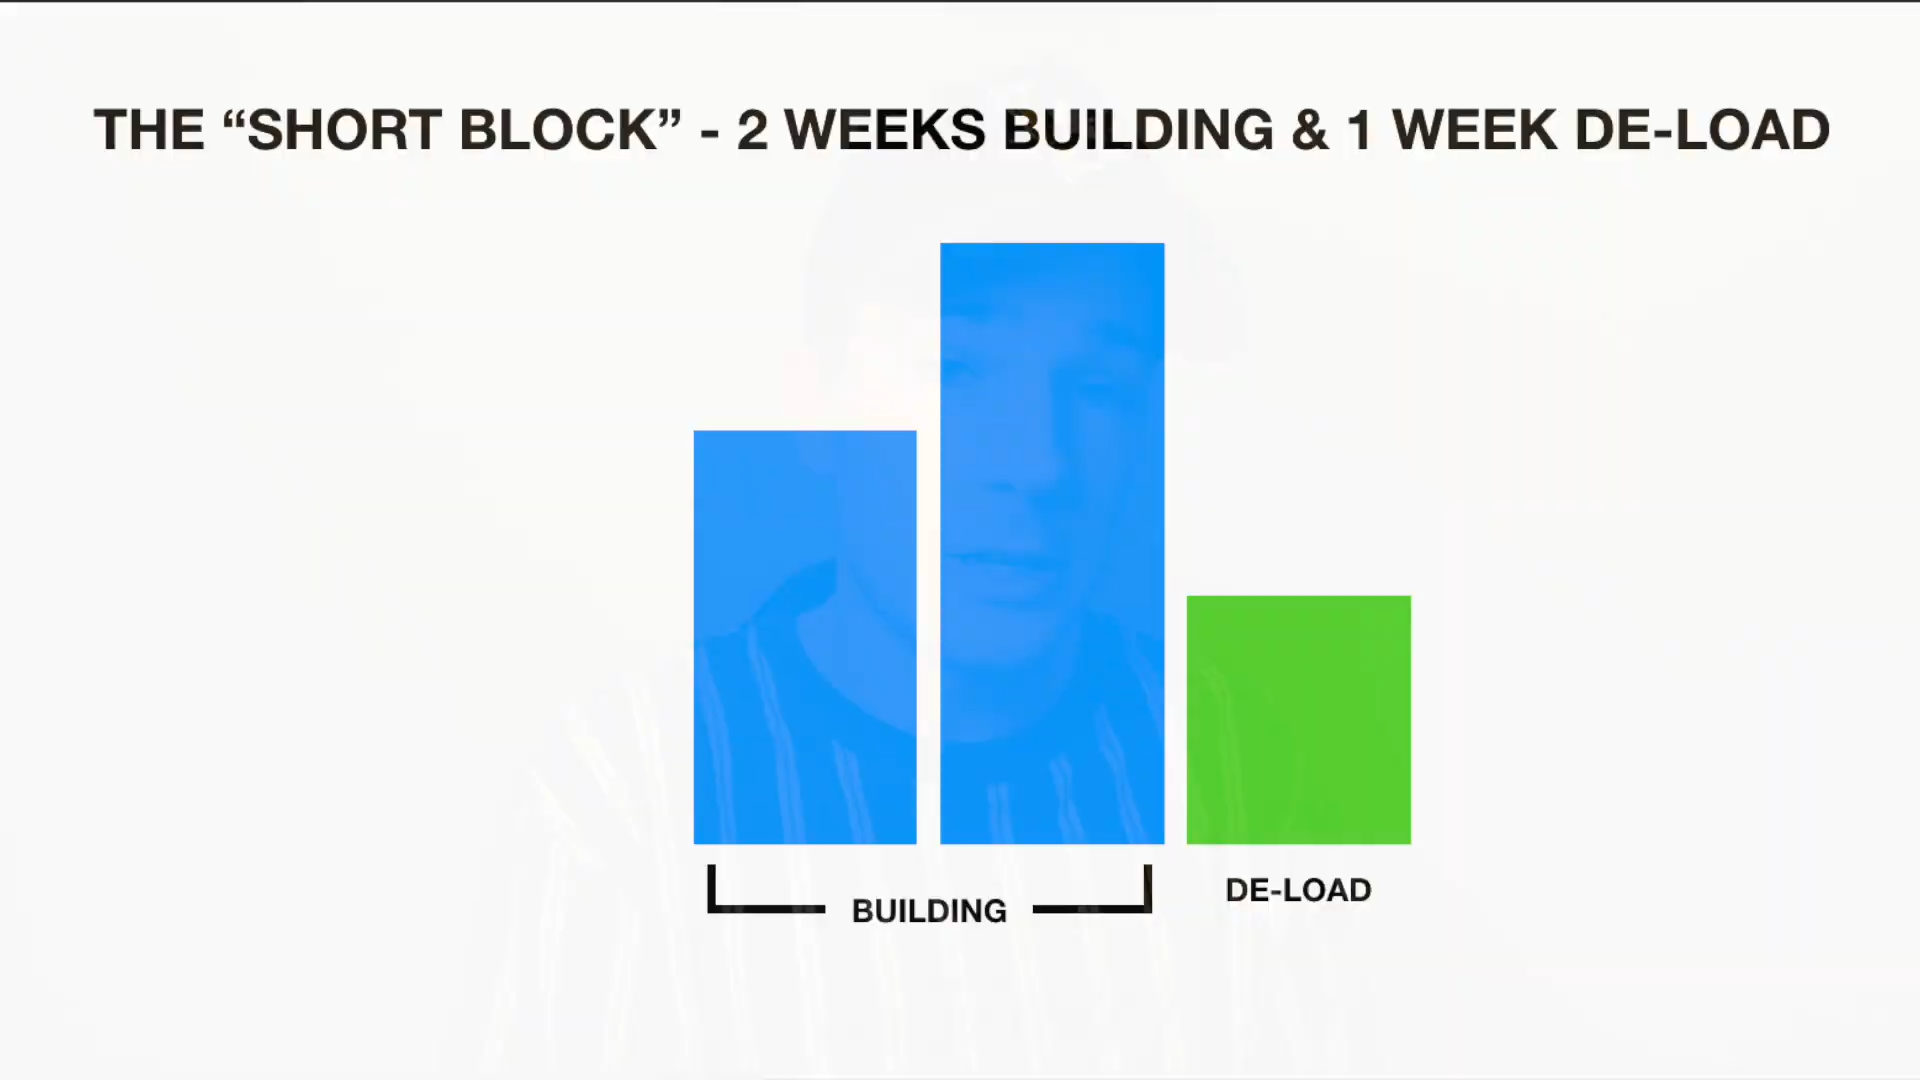 THE “SHORT BLOCK” - 2 WEEKS BUILDING & 1 WEEK DE-LOAD
BUILDING
DE-LOAD